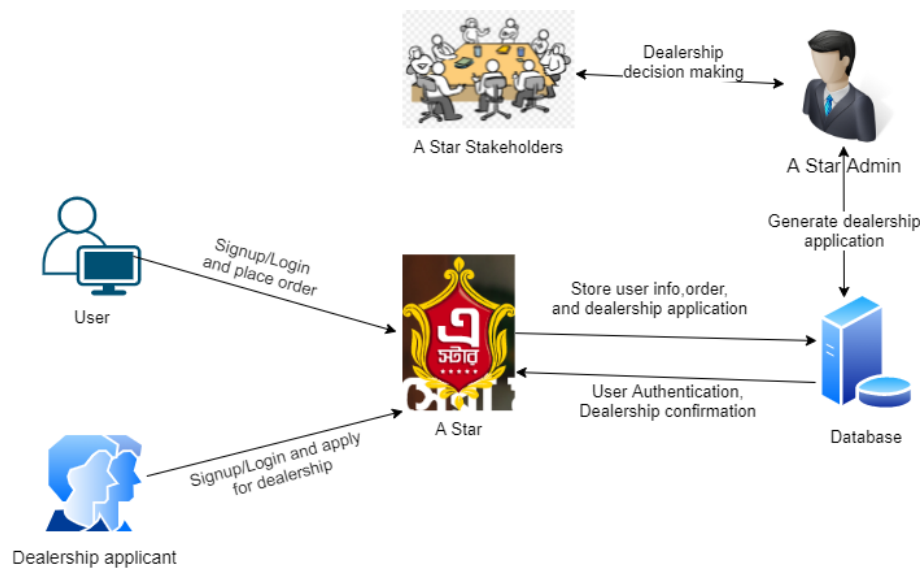 Dealership
decision making
A Star Stakeholders
A Star Admin
Generate dealership
application
Signup/Login
and place order
User
Store user info,order,
and dealership application
এ
স্টার
User Authentication,
Dealership confirmation
A Star
Database
Signup/Login and apply
for dealership
Dealership applicant